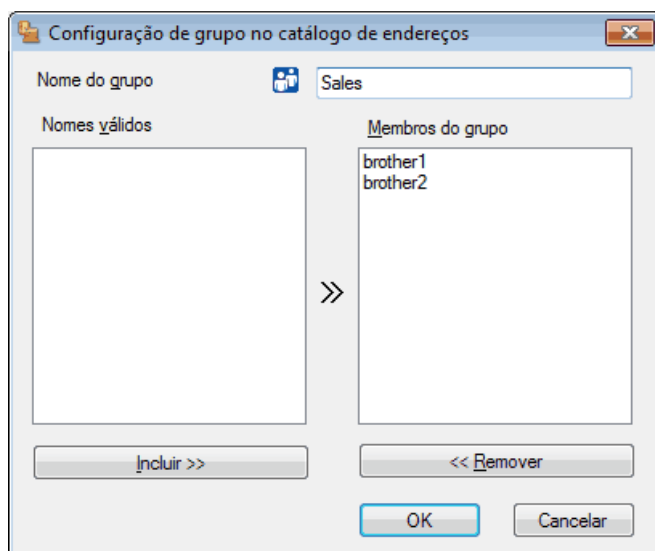 Configuração de grupo no catálogo de endereços
Nome do grupo
Sales
Nomes válidos
Membros do grupo
brother1
brother2
Incluir >>
<< Remover
OK
Cancelar